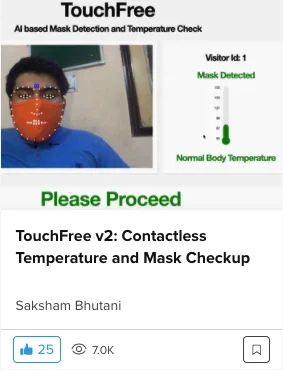 TouchFree
AI based Mask Detection and Temperature Check
Visitor Id: 1
Mask Detected
Normal Body Temperature
Please Proceed
TouchFree v2: Contactless
Temperature and Mask Checkup
Saksham Bhutani
25
7.0K